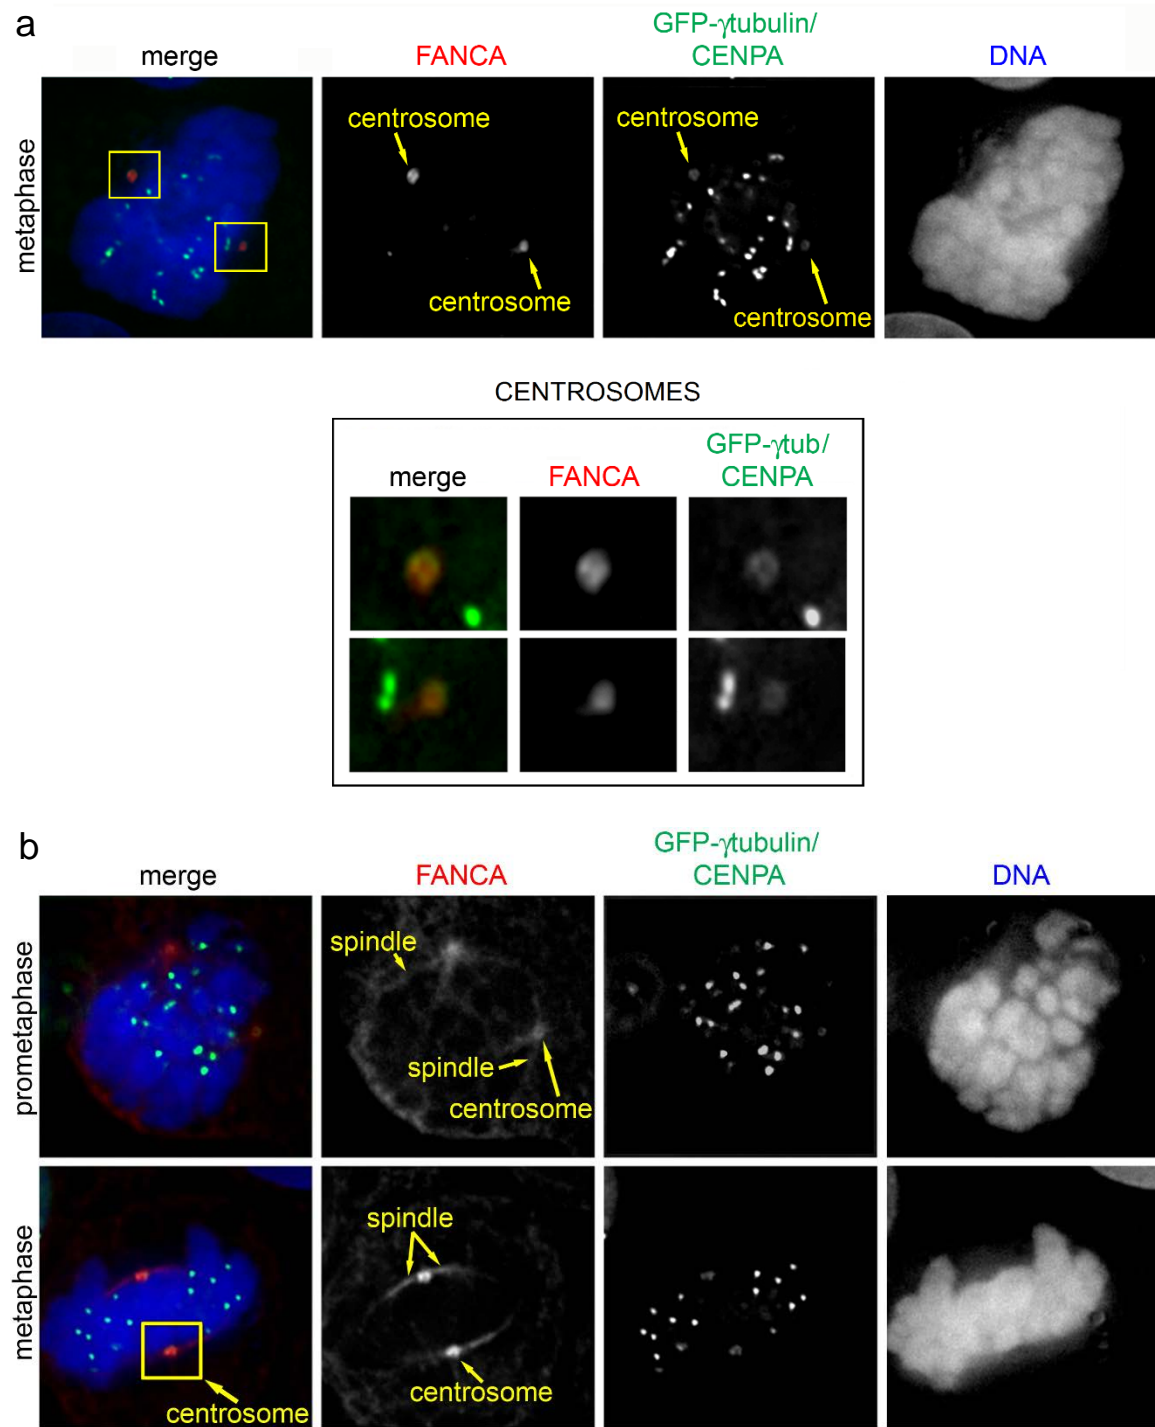 a
merge
FANCA
GFP-γtubulin/
CENPA
DNA
metaphase
centrosome
centrosome
centrosome
centrosome
CENTROSOMES
merge
FANCA
GFP-γtub/
CENPA
b
merge
FANCA
GFP-γtubulin/
CENPA
DNA
prometaphase
spindle
spindle
centrosome
metaphase
spindle
centrosome
centrosome